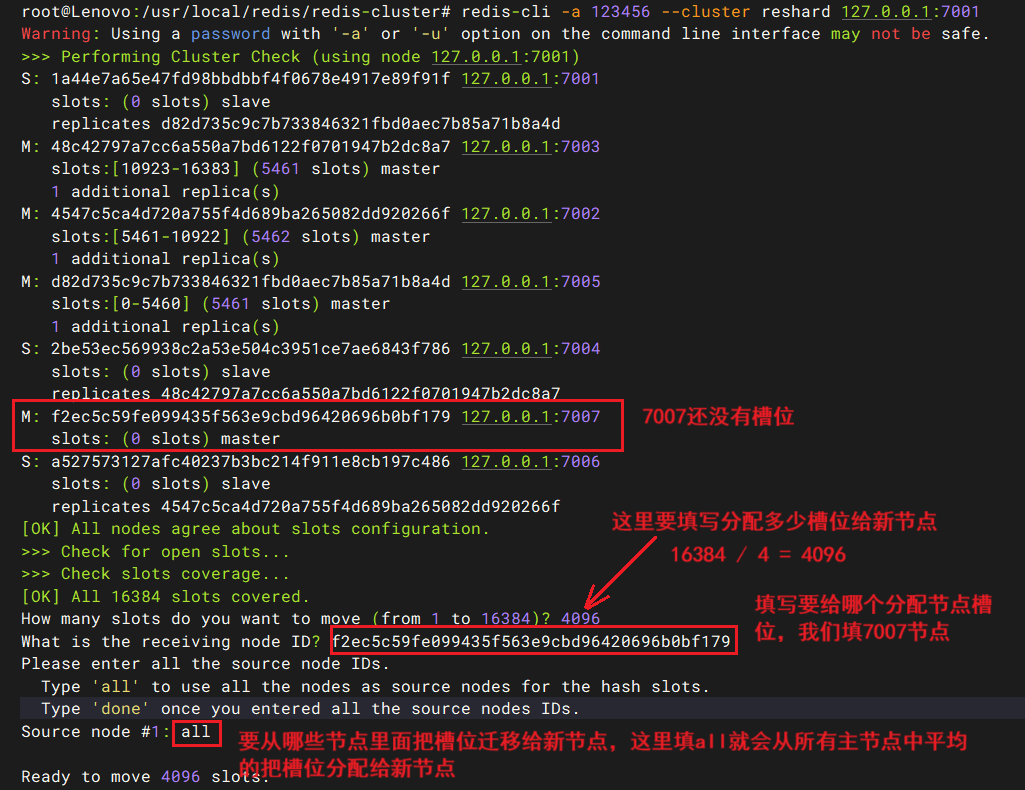 root@Lenovo:/usr/local/redis/redis-cluster# redis-cli -a 123456 --cluster reshard 127.0.0.1:7001
Warning: Using a password with '-a' or '-u' option on the command line interface may not be safe.
>>> Performing Cluster Check (using node 127.0.0.1:7001)
S: 1a44e7a65e47fd98bbdbbf4f0678e4917e89f91f 127.0.0.1:7001
   slots: (0 slots) slave
   replicates d82d735c9c7b733846321fbd0aec7b85a71b8a4d
M: 48c42797a7cc6a550a7bd6122f0701947b2dc8a7 127.0.0.1:7003
   slots:[10923-16383] (5461 slots) master
   1 additional replica(s)
M: 4547c5ca4d720a755f4d689ba265082dd920266f 127.0.0.1:7002
   slots:[5461-10922] (5462 slots) master
   1 additional replica(s)
M: d82d735c9c7b733846321fbd0aec7b85a71b8a4d 127.0.0.1:7005
   slots:[0-5460] (5461 slots) master
   1 additional replica(s)
S: 2be53ec569938c2a53e504c3951ce7ae6843f786 127.0.0.1:7004
   slots: (0 slots) slave
   replicates 48c42797a7cc6a550a7bd6122f0701947b2dc8a7
M: f2ec5c59fe099435f563e9cbd96420696b0bf179 127.0.0.1:7007
7007还没有槽位
   slots: (0 slots) master
S: a527573127afc40237b3bc214f911e8cb197c486 127.0.0.1:7006
   slots: (0 slots) slave
   replicates 4547c5ca4d720a755f4d689ba265082dd920266f
这里要填写分配多少槽位给新节点
16384 / 4 = 4096
[OK] All nodes agree about slots configuration.
>>> Check for open slots...
>>> Check slots coverage...
[OK] All 16384 slots covered.
How many slots do you want to move (from 1 to 16384)? 4096
What is the receiving node ID? f2ec5c59fe099435f563e9cbd96420696b0bf179
填写要给哪个分配节点槽
位，我们填7007节点
Please enter all the source node IDs.
  Type 'all' to use all the nodes as source nodes for the hash slots.
  Type 'done' once you entered all the source nodes IDs.
Source node #1: all
要从哪些节点里面把槽位迁移给新节点，这里填all就会从所有主节点中平均
的把槽位分配给新节点
Ready to move 4096 slots.